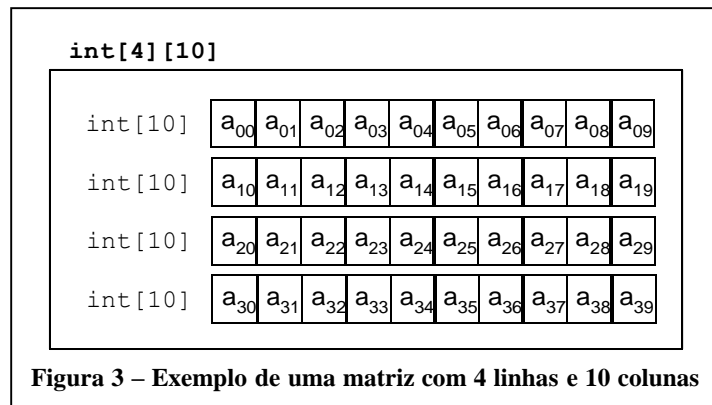 int[4][10]
int[10] a00 a01 a02 a03 a04 a05 a06 a07 a08 a09
int[10] a10 a11 a12 a13 a14 a15 a16 a17 a18 a19
int[10] a20 a21 a22 a23 a24 a25 a26 a27 a28 a29
int[10] a30 a31 a32 a33 a34 a35 a36 a37 a38 a39
Figura 3 – Exemplo de uma matriz com 4 linhas e 10 colunas